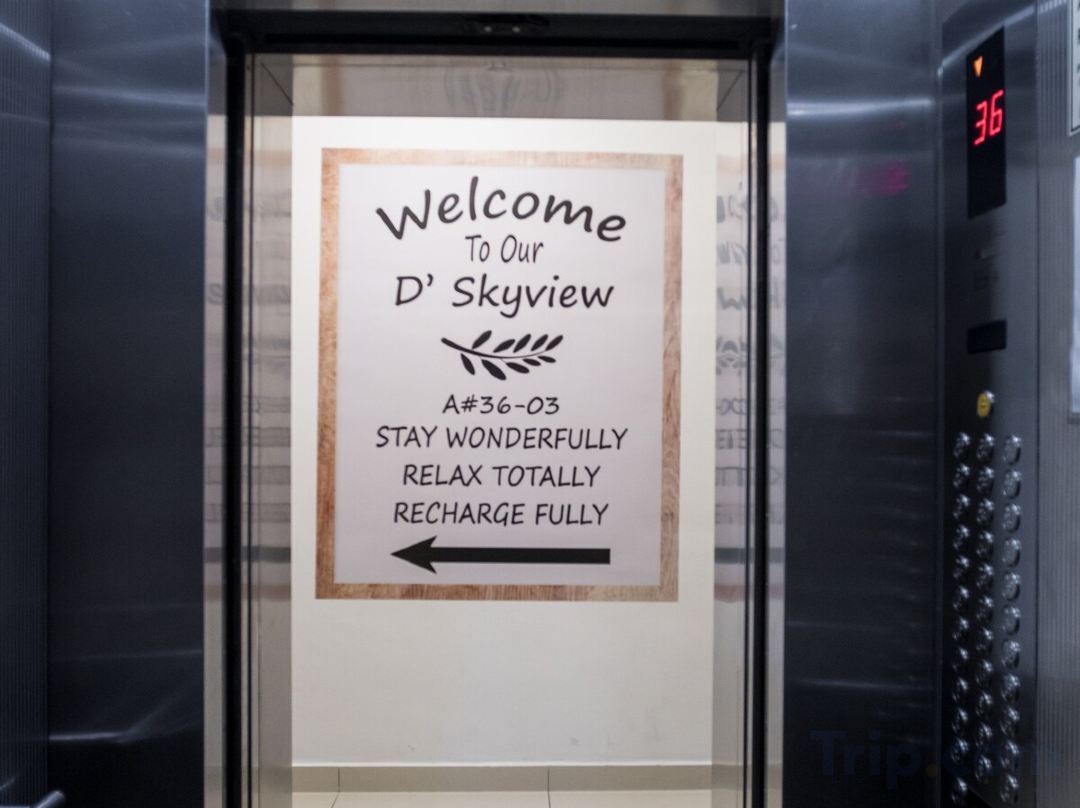 Welcome
To Our
D' Skyview
A#36-03
STAY WONDERFULLY
RELAX TOTALLY
RECHARGE FULLY
36
Trip.com